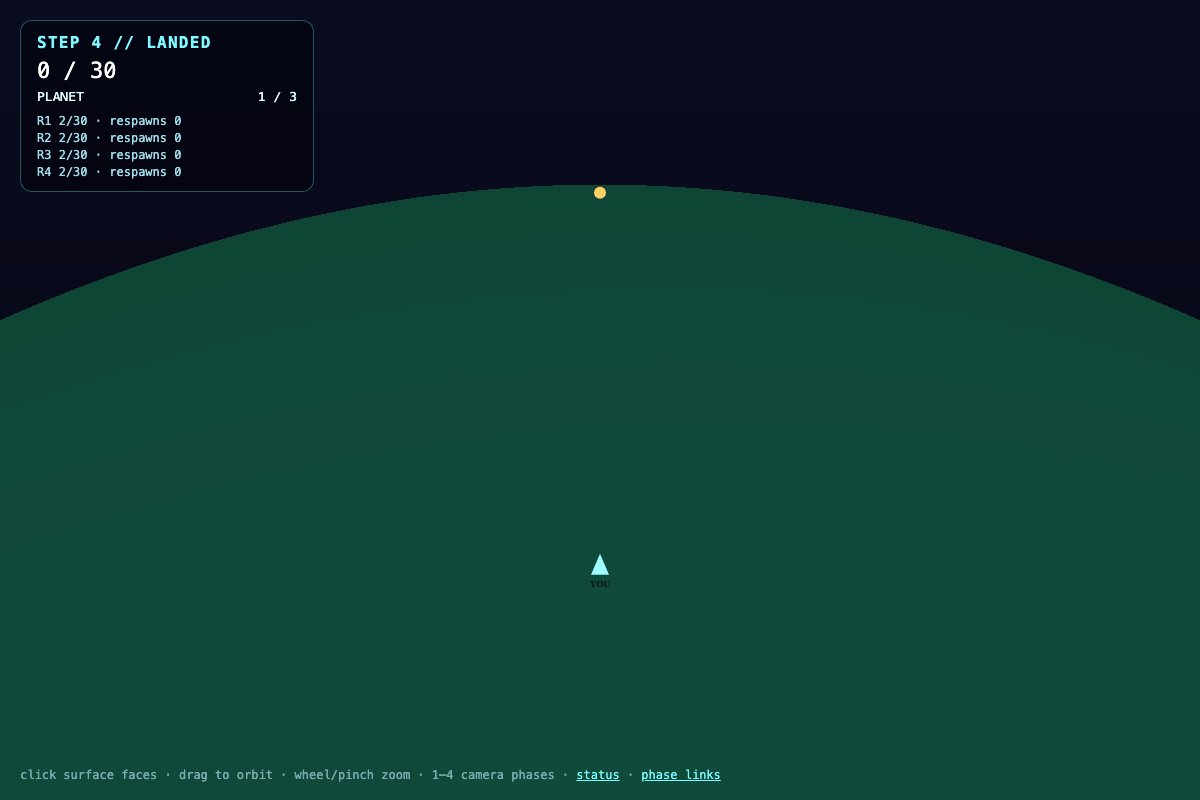 STEP 4 // LANDED
0 / 30
PLANET 1 / 3
R1 2/30 · respawns 0
R2 2/30 · respawns 0
R3 2/30 · respawns 0
R4 2/30 · respawns 0
YOU
click surface faces · drag to orbit · wheel/pinch zoom · 1–4 camera phases · status · phase links